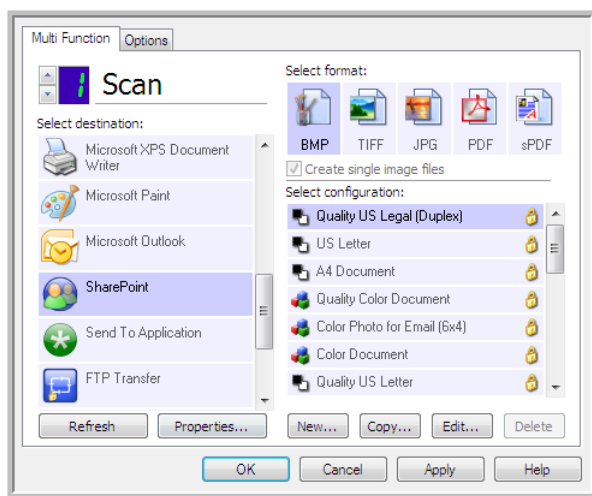 Multi Function
Options
1
Scan
Select destination:
Microsoft XPS Document
Writer
Microsoft Paint
Microsoft Outlook
SharePoint
Send To Application
FTP Transfer
Refresh
Properties...
Select format:
BMP
TIFF
JPG
PDF
sPDF
Create single image files
Select configuration:
Quality US Legal (Duplex)
US Letter
A4 Document
Quality Color Document
Color Photo for Email (6x4)
Color Document
Quality US Letter
New...
Copy...
Edit...
Delete
OK
Cancel
Apply
Help